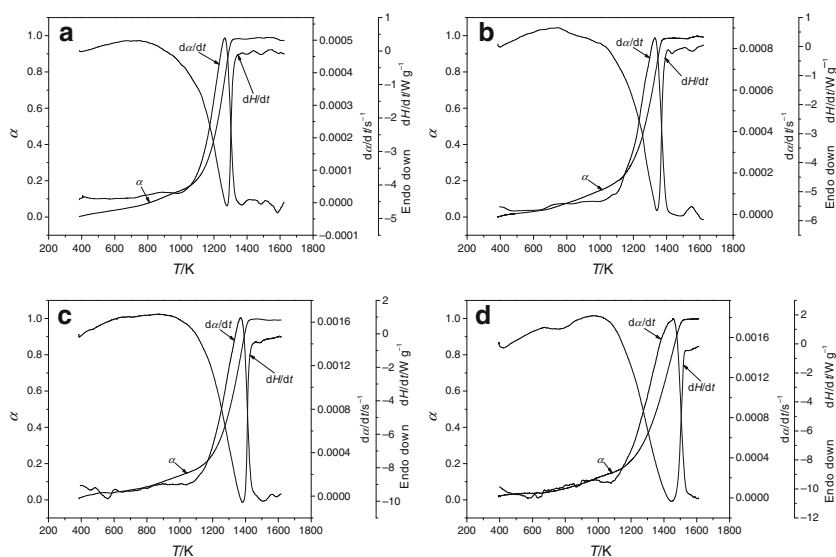 a
dα/dt
dH/dt
α
1.0
0.8
0.6
0.4
0.2
0.0
α
200 400 600 800 1000 1200 1400 1600 1800
T/K
0.0005
0.0004
0.0003
0.0002
0.0001
0.0000
−0.0001
dα/dt/s⁻¹
1
0
−1
−2
−3
−4
−5
Endo down dH/dt/W g⁻¹
b
dα/dt
dH/dt
α
1.0
0.8
0.6
0.4
0.2
0.0
α
200 400 600 800 1000 1200 1400 1600 1800
T/K
0.0008
0.0006
0.0004
0.0002
0.0000
dα/dt/s⁻¹
1
0
−1
−2
−3
−4
−5
−6
Endo down dH/dt/W g⁻¹
c
dα/dt
dH/dt
α
1.0
0.8
0.6
0.4
0.2
0.0
α
200 400 600 800 1000 1200 1400 1600 1800
T/K
0.0016
0.0012
0.0008
0.0004
0.0000
dα/dt/s⁻¹
2
0
−2
−4
−6
−8
−10
Endo down dH/dt/W g⁻¹
d
dα/dt
dH/dt
α
1.0
0.8
0.6
0.4
0.2
0.0
α
200 400 600 800 1000 1200 1400 1600 1800
T/K
0.0016
0.0012
0.0008
0.0004
0.0000
dα/dt/s⁻¹
2
0
−2
−4
−6
−8
−10
−12
Endo down dH/dt/W g⁻¹